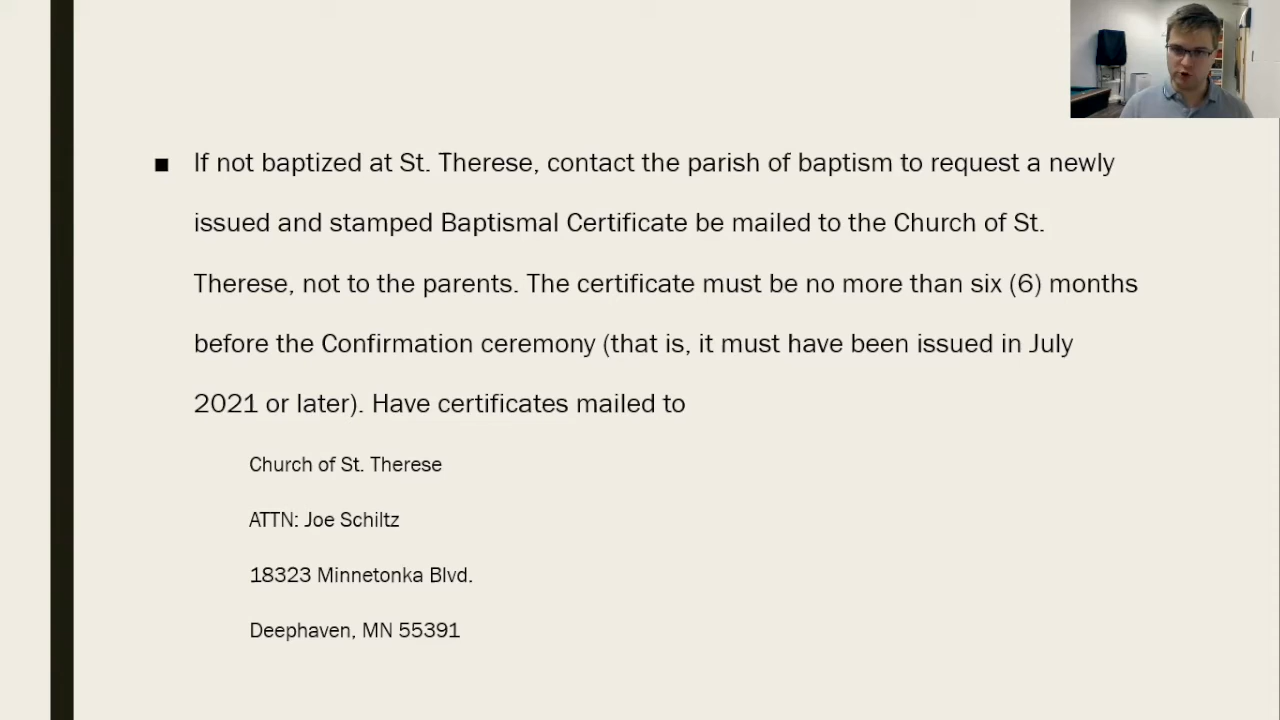 ■ If not baptized at St. Therese, contact the parish of baptism to request a newly
issued and stamped Baptismal Certificate be mailed to the Church of St.
Therese, not to the parents. The certificate must be no more than six (6) months
before the Confirmation ceremony (that is, it must have been issued in July
2021 or later). Have certificates mailed to
Church of St. Therese
ATTN: Joe Schiltz
18323 Minnetonka Blvd.
Deephaven, MN 55391